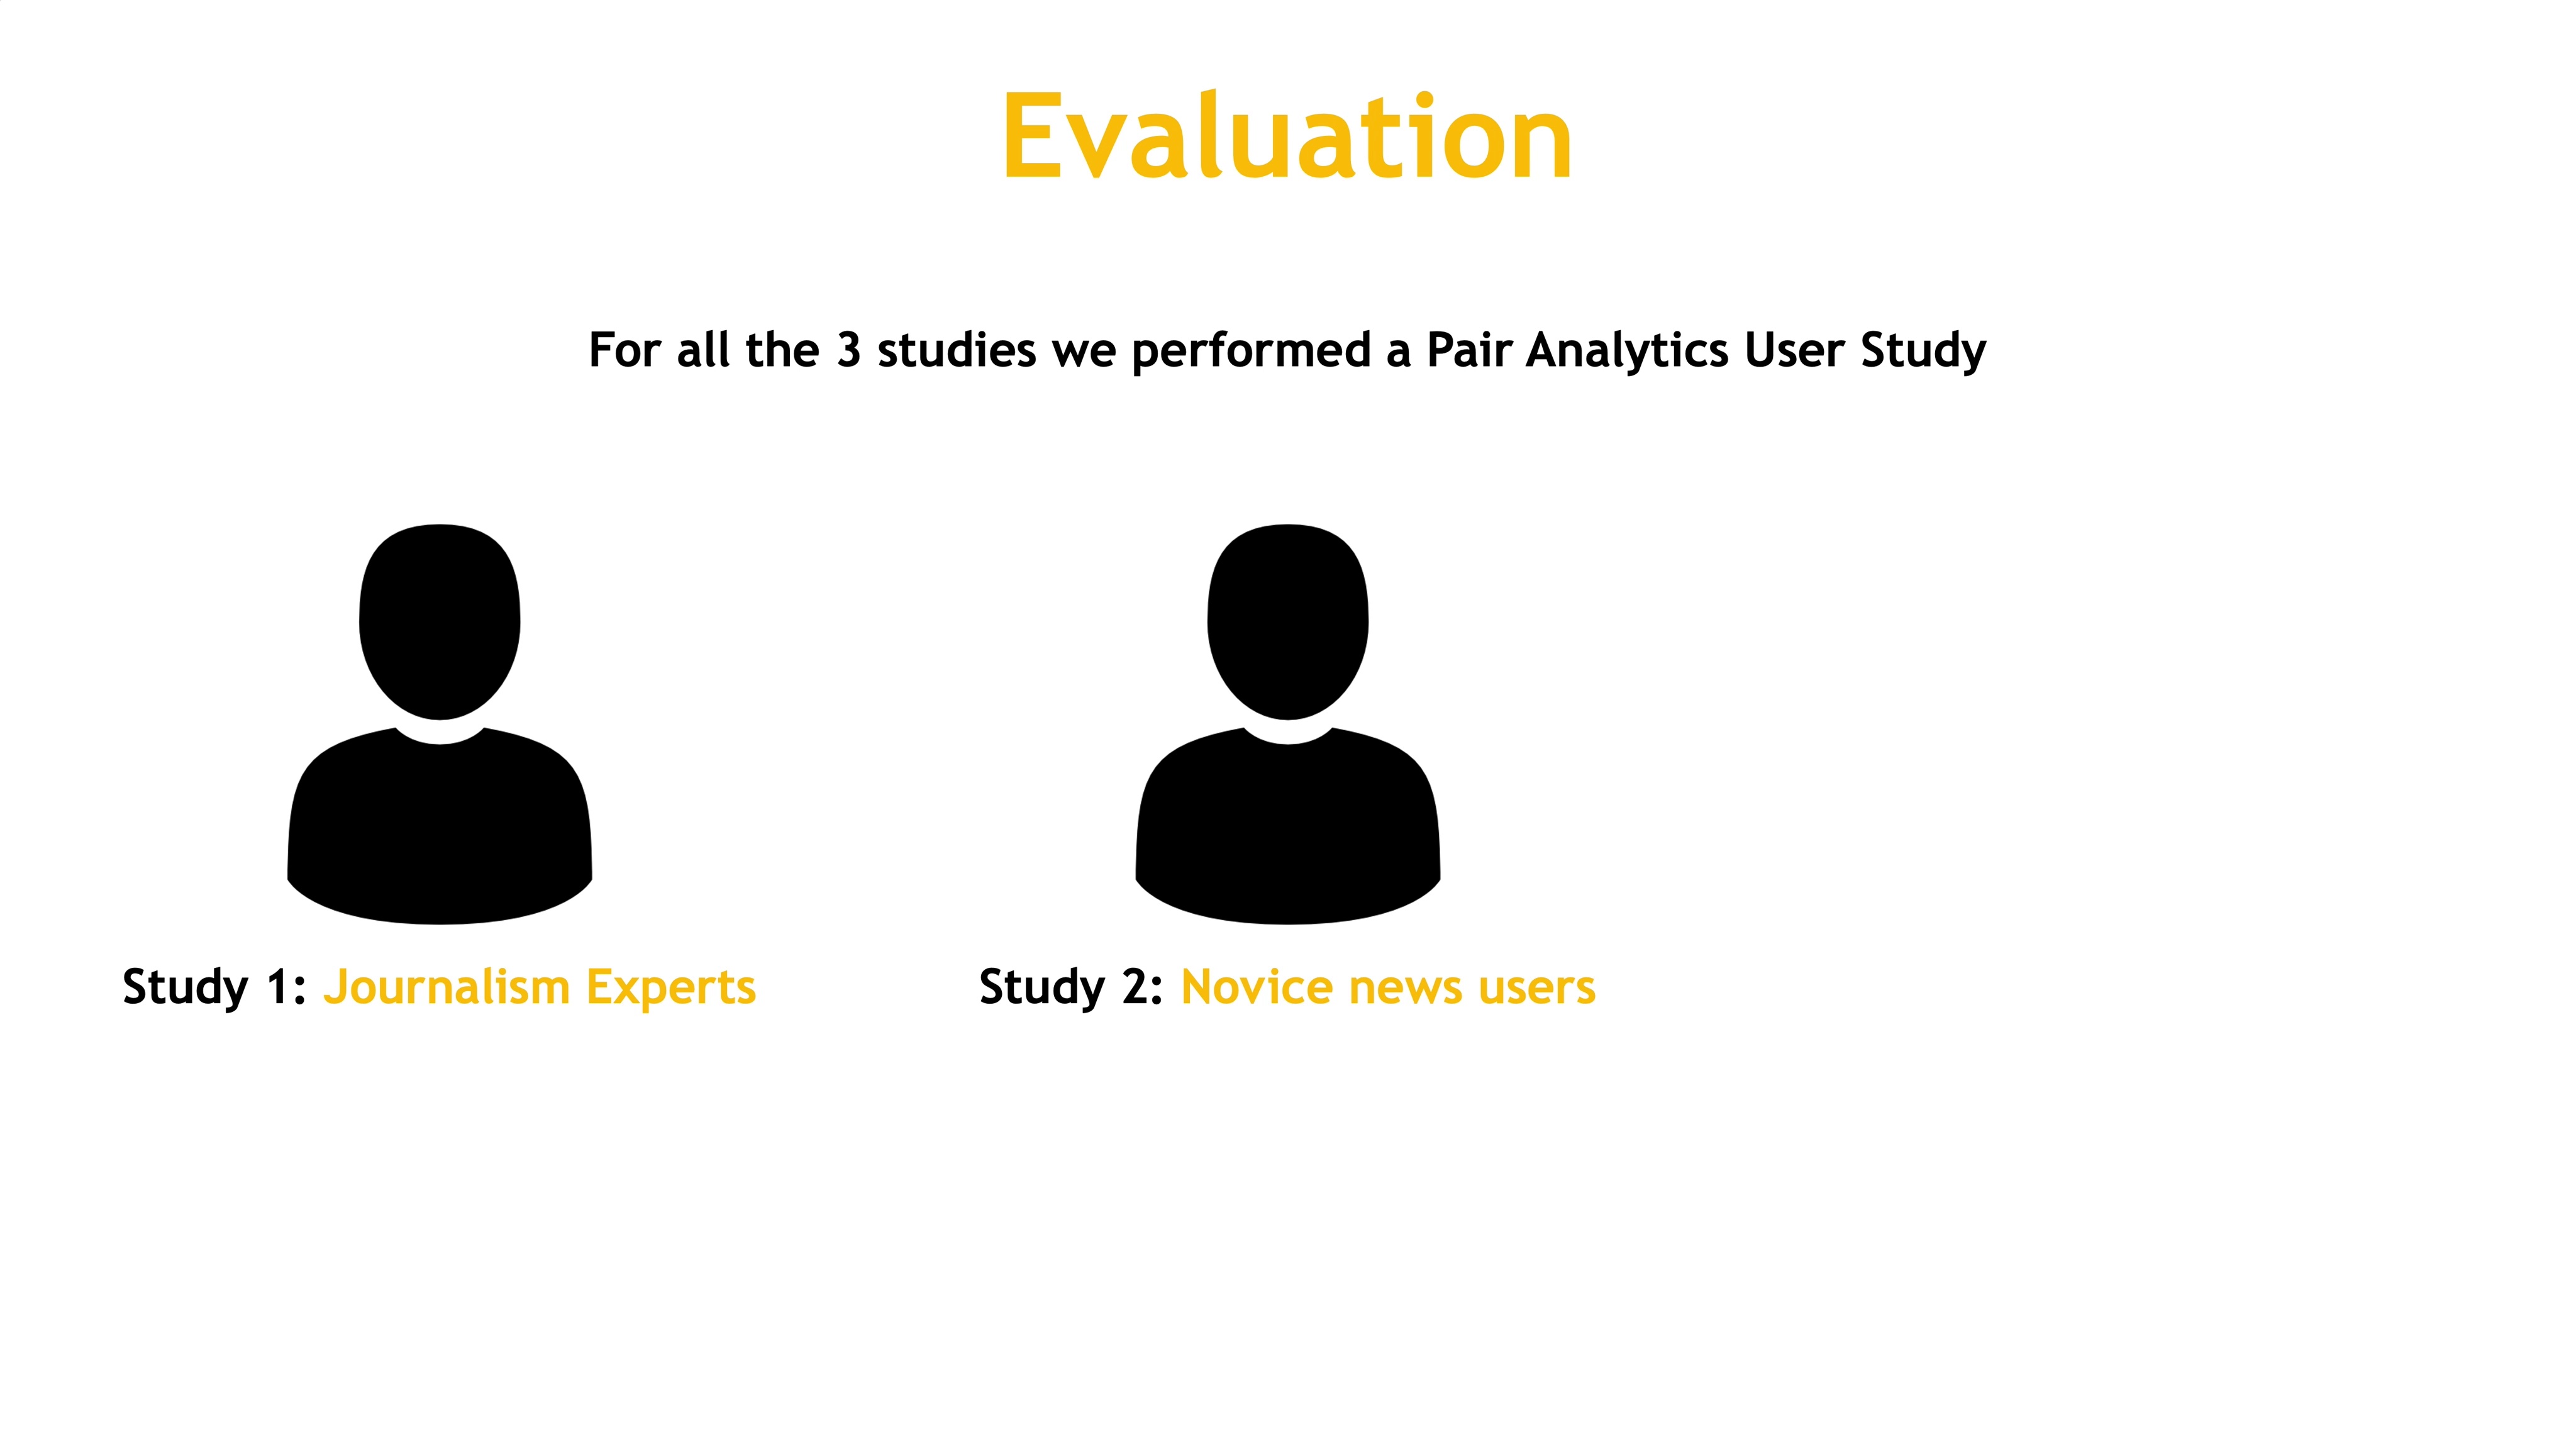 Evaluation
For all the 3 studies we performed a Pair Analytics User Study
Study 1: Journalism Experts
Study 2: Novice news users